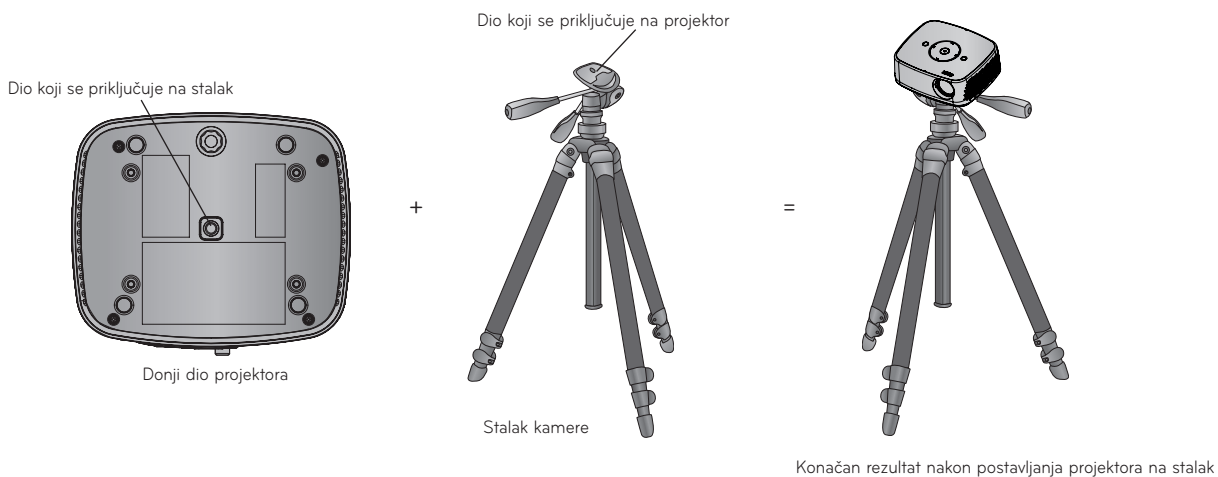 Dio koji se priključuje na projektor
Dio koji se priključuje na stalak
+
=
Donji dio projektora
Stalak kamere
Konačan rezultat nakon postavljanja projektora na stalak